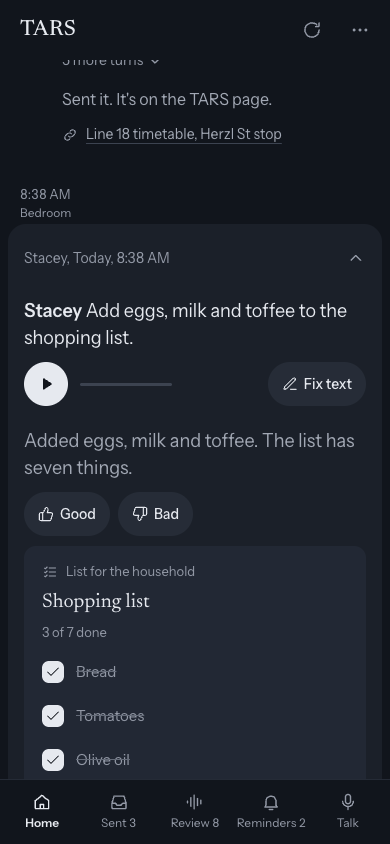 TARS
5 more turns
Sent it. It's on the TARS page.
Line 18 timetable, Herzl St stop
8:38 AM
Bedroom
Stacey, Today, 8:38 AM
Stacey Add eggs, milk and toffee to the
shopping list.
Fix text
Added eggs, milk and toffee. The list has
seven things.
Good
Bad
List for the household
Shopping list
3 of 7 done
Bread
Tomatoes
Olive oil
Home
Sent 3
Review 8
Reminders 2
Talk